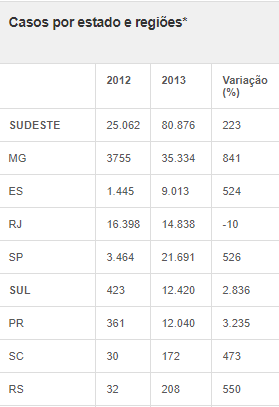 Casos por estado e regiões*
2012 2013 Variação (%)
SUDESTE 25.062 80.876 223
MG 3755 35.334 841
ES 1.445 9.013 524
RJ 16.398 14.838 -10
SP 3.464 21.691 526
SUL 423 12.420 2.836
PR 361 12.040 3.235
SC 30 172 473
RS 32 208 550